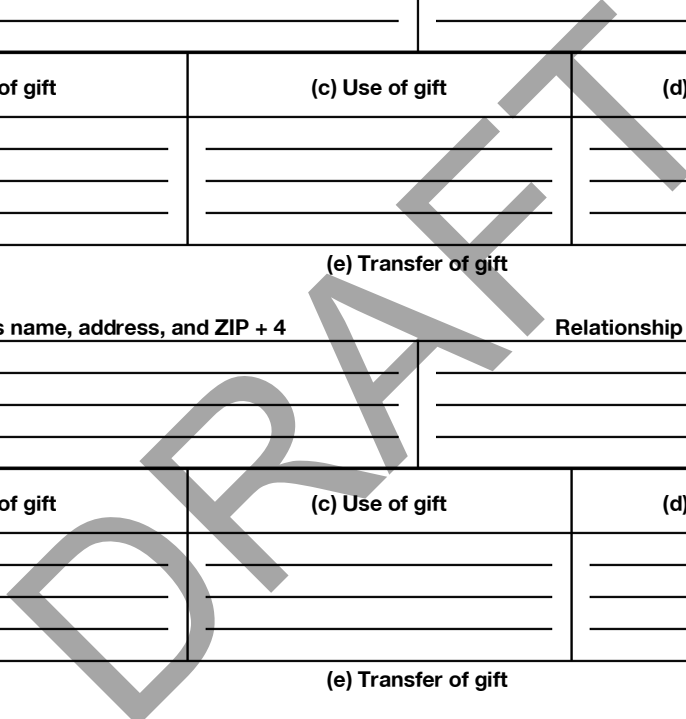 of gift (c) Use of gift (d)
(e) Transfer of gift
s name, address, and ZIP + 4 Relationship
of gift (c) Use of gift (d)
(e) Transfer of gift
DRAFT